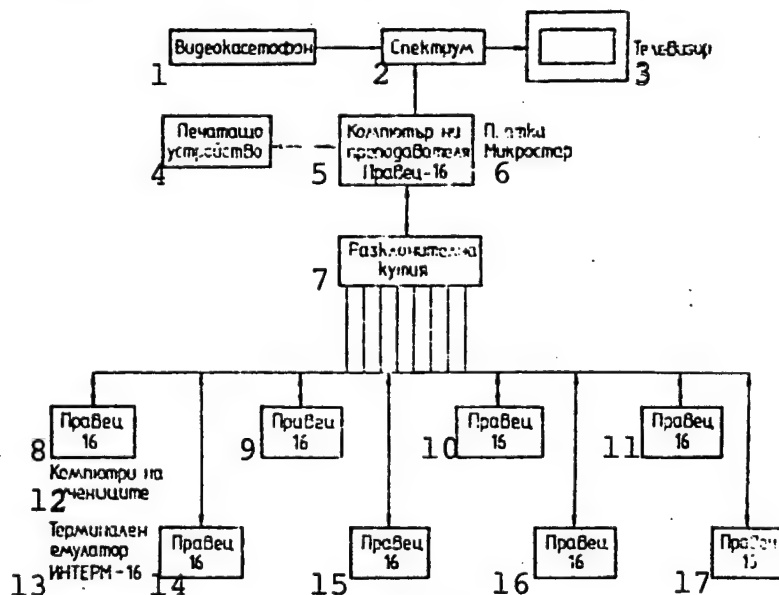 Видеокасетофон
1
Спектрум
2
Телевизир
3
Печатащо
устройство
4
Компютър на
преподавателя
Правец-16
5
Микростар
6
Разклонителна
кутия
7
Правец
16
8
16
9
Правец
16
10
Правец
16
11
Компютри на
учениците
12
Терминален
емулатор
ИНТЕРМ-16
13
Правец
16
14
Правец
16
15
Правец
16
16
Правец
17